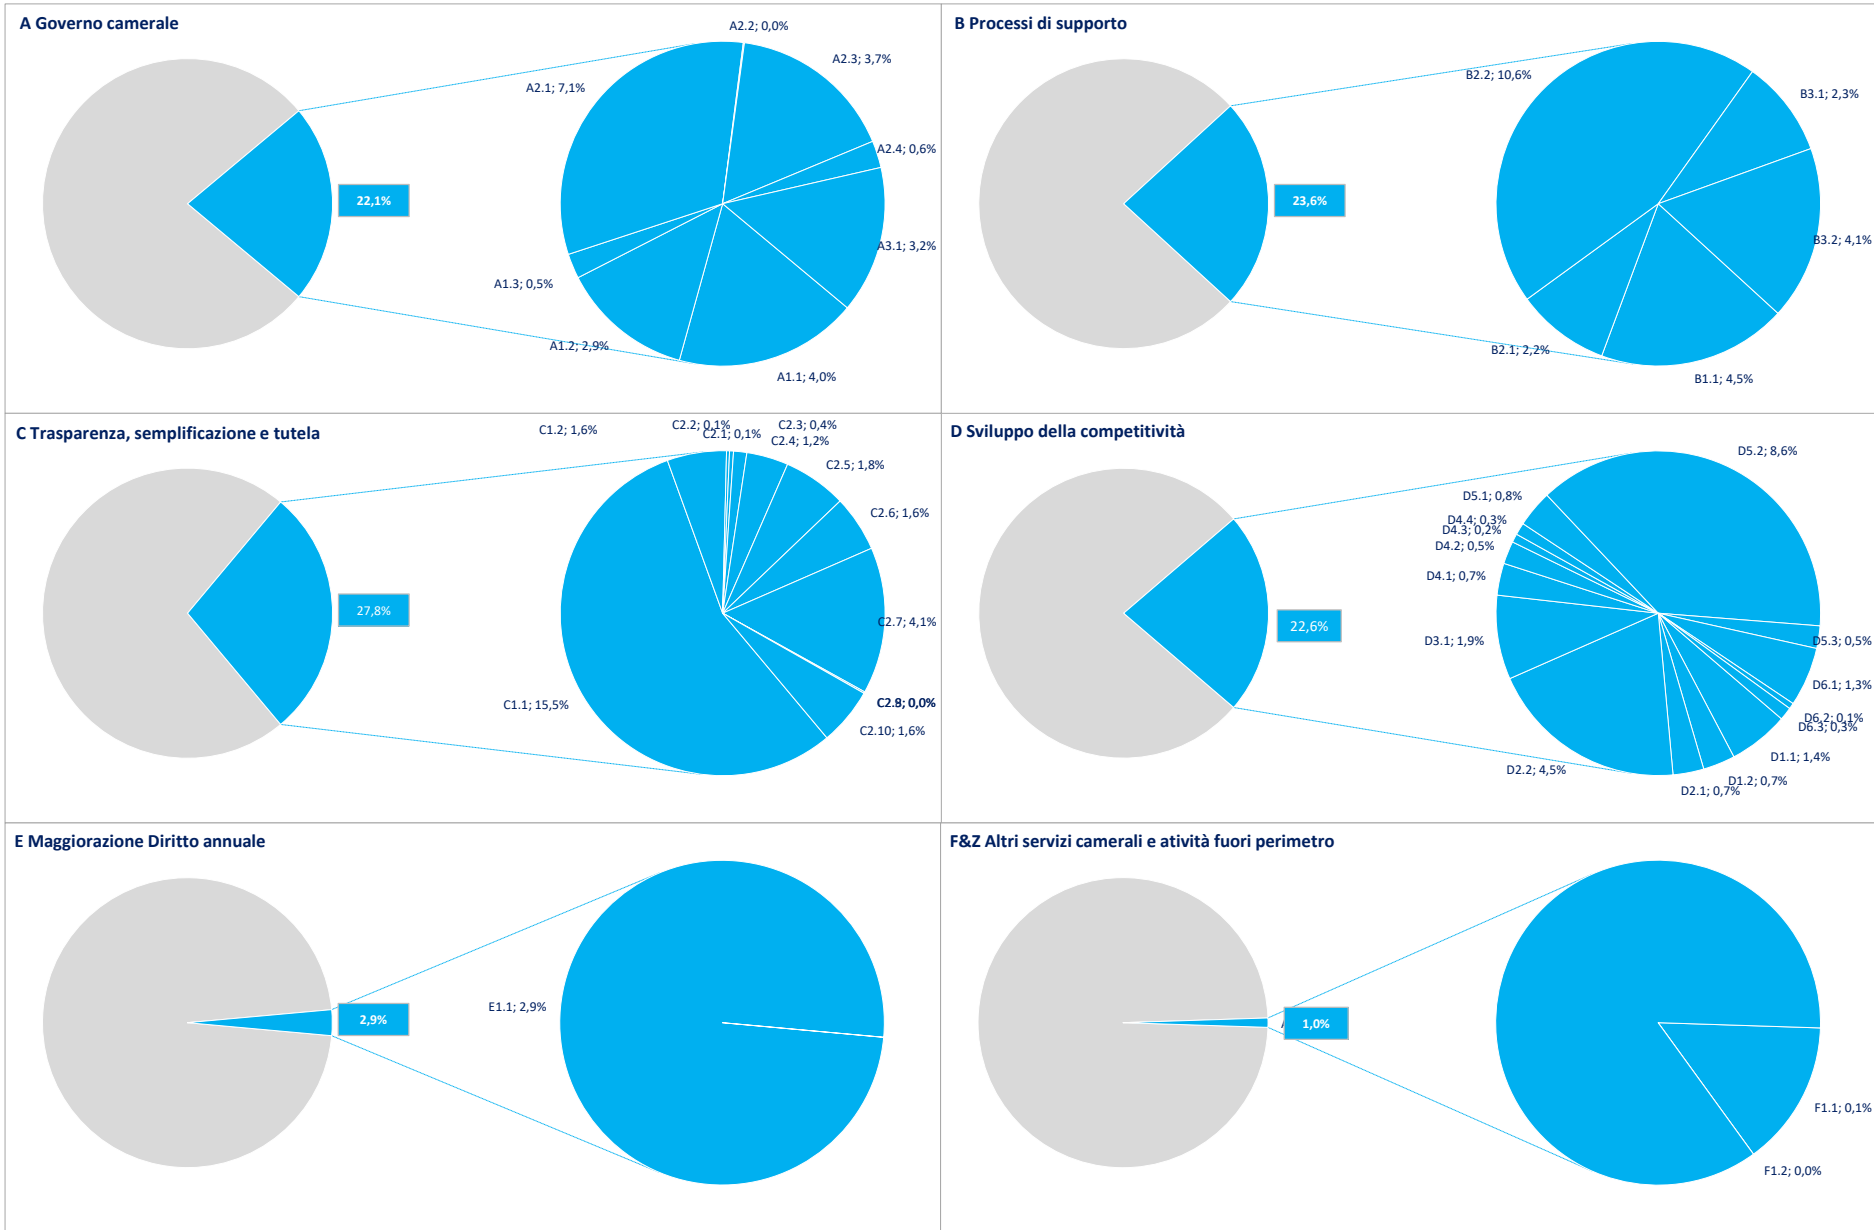 A Governo camerale
A2.2; 0,0%
A2.3; 3,7%
A2.1; 7,1%
A2.4; 0,6%
22,1%
A3.1; 3,2%
A1.3; 0,5%
A1.2; 2,9%
A1.1; 4,0%
B Processi di supporto
B2.2; 10,6%
B3.1; 2,3%
23,6%
B3.2; 4,1%
B2.1; 2,2%
B1.1; 4,5%
C Trasparenza, semplificazione e tutela
C1.2; 1,6%
C2.2; 0,1%
C2.1; 0,1%
C2.3; 0,4%
C2.4; 1,2%
C2.5; 1,8%
C2.6; 1,6%
27,8%
C2.7; 4,1%
C1.1; 15,5%
C2.8; 0,0%
C2.10; 1,6%
D Sviluppo della competitività
D5.2; 8,6%
D5.1; 0,8%
D4.4; 0,3%
D4.3; 0,2%
D4.2; 0,5%
D4.1; 0,7%
22,6%
D3.1; 1,9%
D5.3; 0,5%
D6.1; 1,3%
D6.2; 0,1%
D6.3; 0,3%
D1.1; 1,4%
D2.2; 4,5%
D1.2; 0,7%
D2.1; 0,7%
E Maggiorazione Diritto annuale
E1.1; 2,9%
2,9%
F&Z Altri servizi camerali e atività fuori perimetro
1,0%
F1.1; 0,1%
F1.2; 0,0%